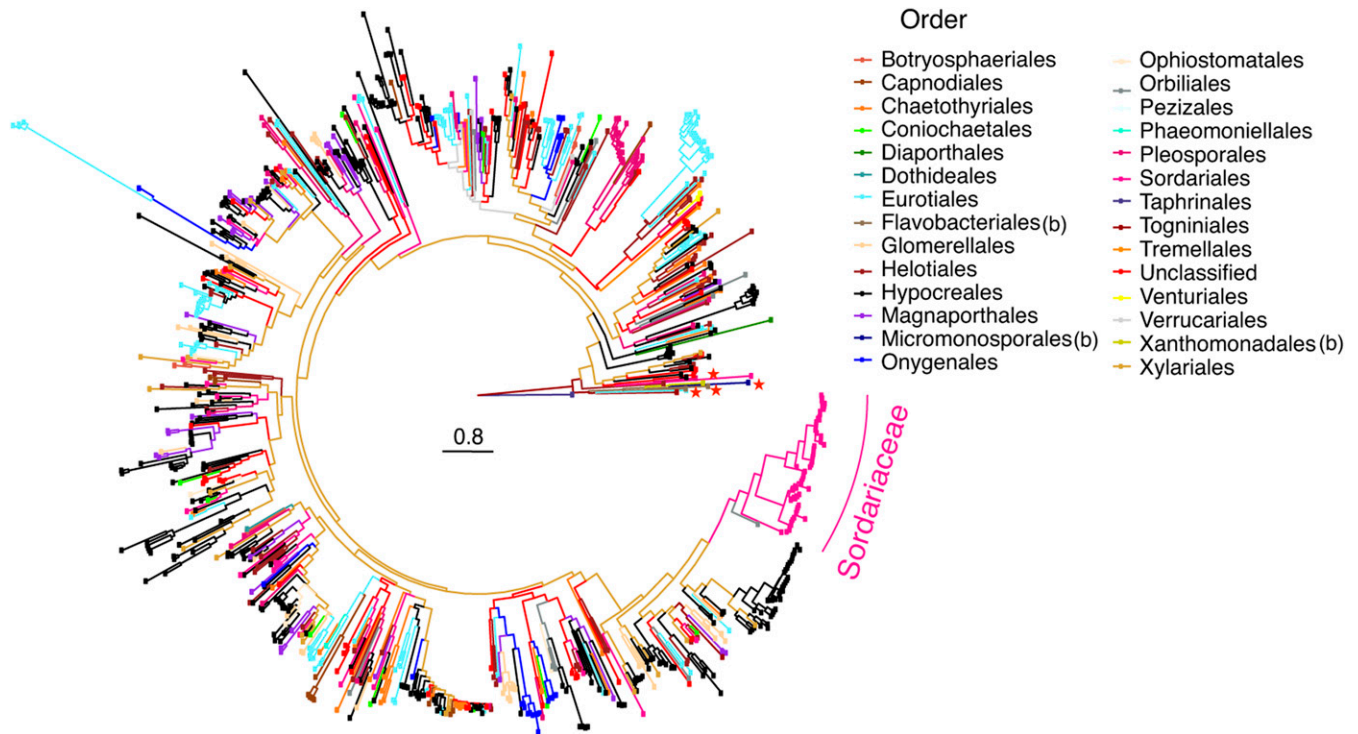 Order
Botryosphaeriales
Capnodiales
Chaetothyriales
Coniochaetales
Diaporthales
Dothideales
Eurotiales
Flavobacteriales(b)
Glomerellales
Helotiales
Hypocreales
Magnaporthales
Micromonosporales(b)
Onygenales
Ophiostomatales
Orbiliales
Pezizales
Phaeomoniellales
Pleosporales
Sordariales
Taphrinales
Togniniales
Tremellales
Unclassified
Venturiales
Verrucariales
Xanthomonadales(b)
Xylariales
0.8
Sordariaceae